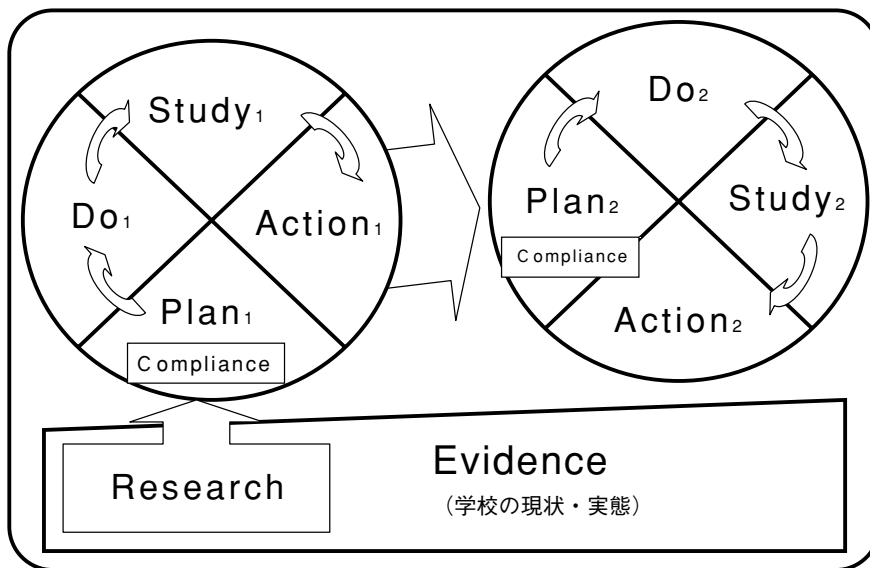 Study₁
Do₁
Action₁
Plan₁
Compliance
Do₂
Plan₂
Study₂
Compliance
Action₂
Research
Evidence
（学校の現状・実態）